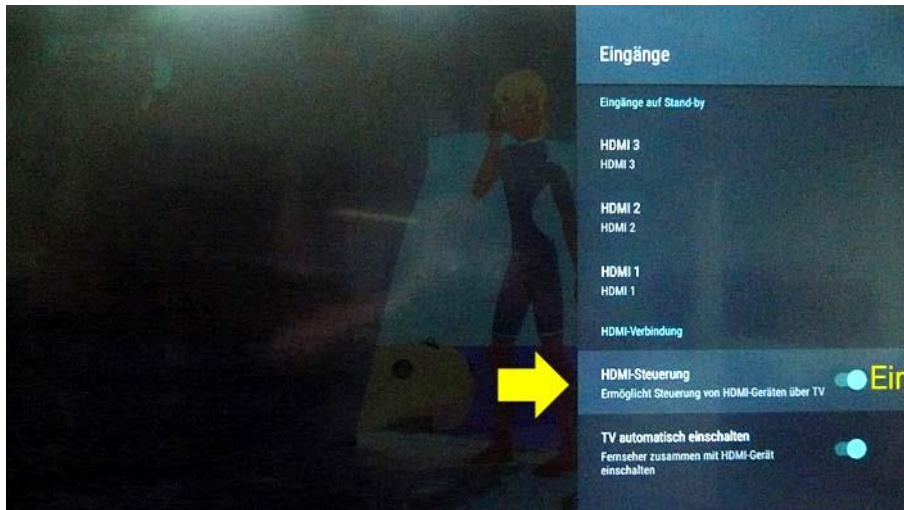 Eingänge
Eingänge auf Stand-by
HDMI 3
HDMI 3
HDMI 2
HDMI 2
HDMI 1
HDMI 1
HDMI-Verbindung
HDMI-Steuerung
Ermöglicht Steuerung von HDMI-Geräten über TV
Ein
TV automatisch einschalten
Fernseher zusammen mit HDMI-Gerät
einschalten